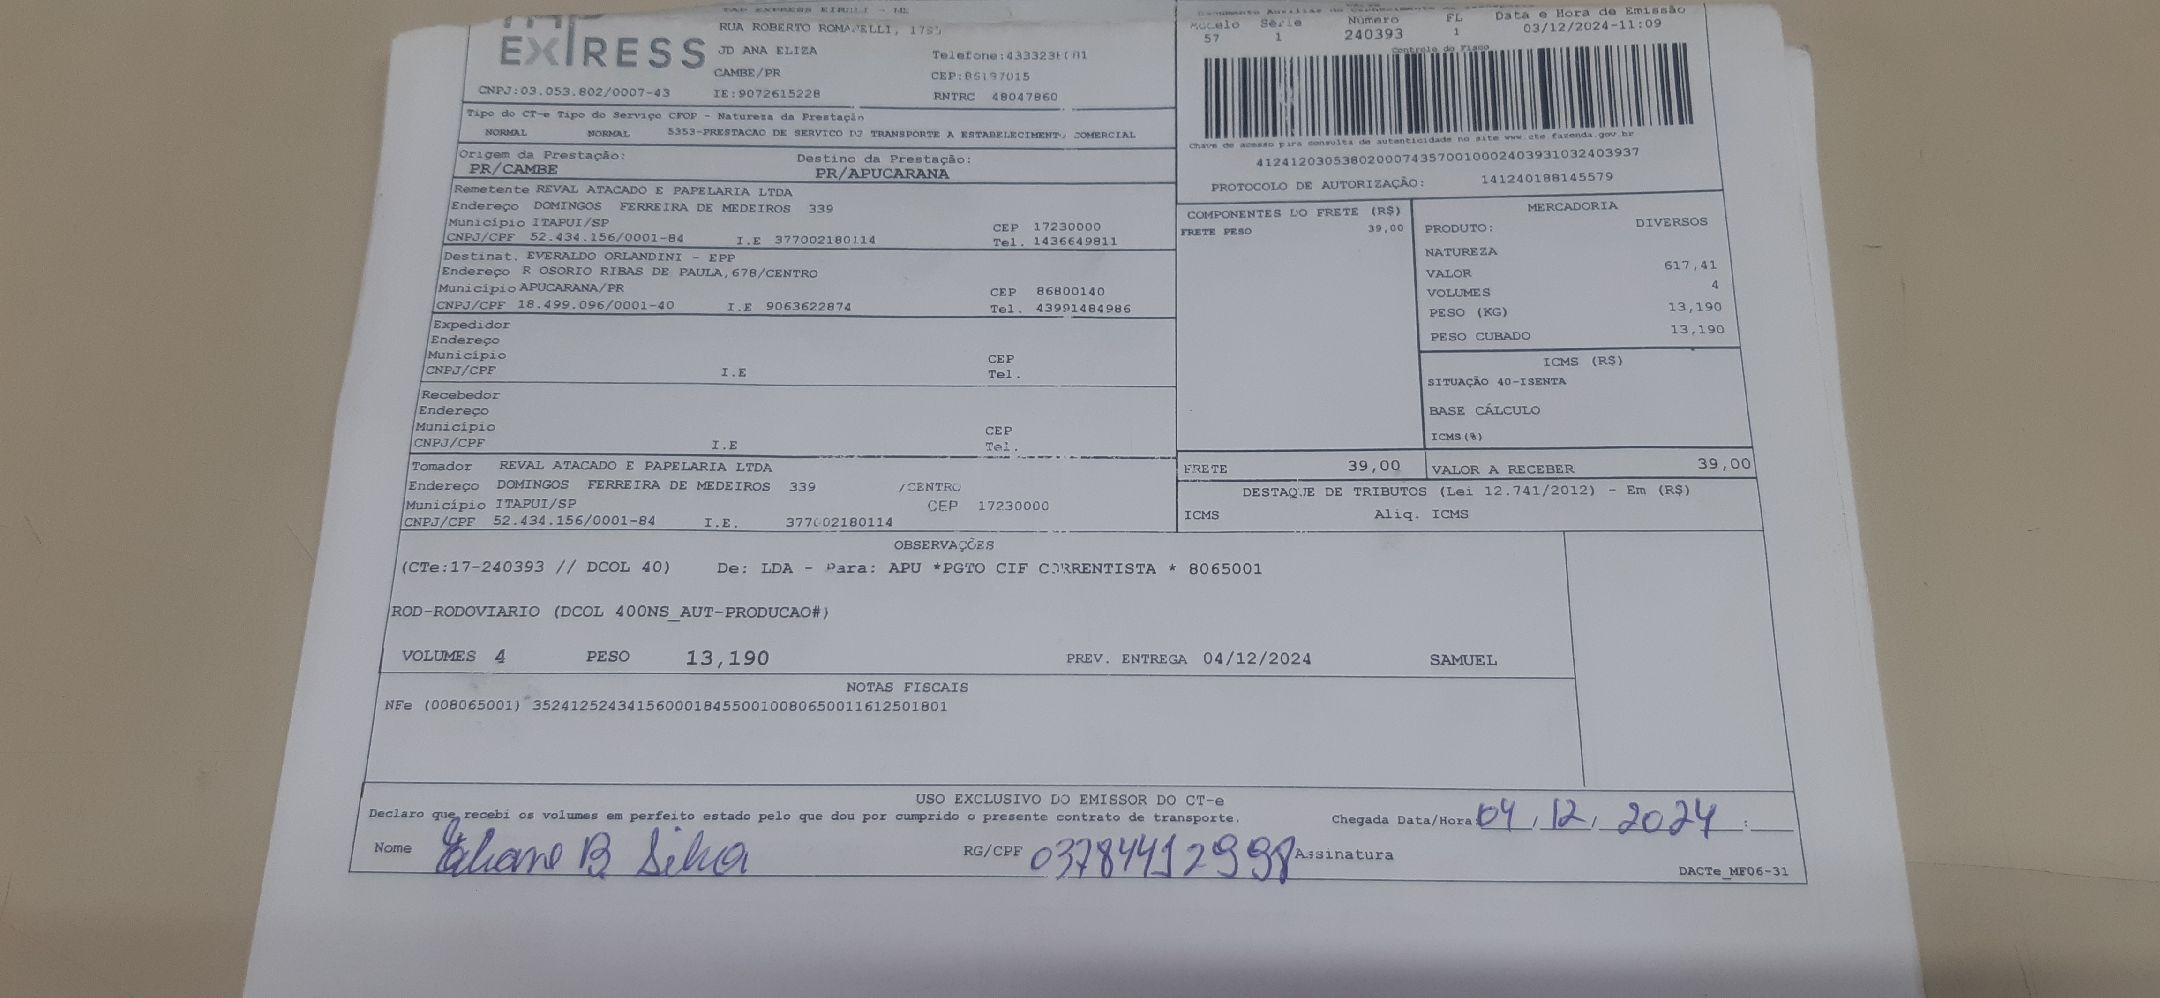 EXPRESS
RUA ROBERTO ROMANELLI,
JD ANA ELIZA
CAMBE/PR
CEP:86197015
CNPJ:03.053.802/0007-43 IE:9072615228 RNTRC 48047860
Modelo Série Número FL Data e Hora de Emissão
57 1 240393 1 03/12/2024-11:09
Controle do Fisco
Chave de acesso para consulta de autenticidade no site www.cte.fazenda.gov.br
41241203053802000743570010002403931032403937
PROTOCOLO DE AUTORIZAÇÃO: 141240188145579
Tipo do CT-e Tipo do Serviço CFOP - Natureza da Prestação
NORMAL NORMAL 5353-PRESTACAO DE SERVICO DE TRANSPORTE A ESTABELECIMENTO COMERCIAL
Origem da Prestação: Destino da Prestação:
PR/CAMBE PR/APUCARANA
Remetente REVAL ATACADO E PAPELARIA LTDA
Endereço DOMINGOS FERREIRA DE MEDEIROS 339
Município ITAPUI/SP CEP 17230000
CNPJ/CPF 52.434.156/0001-84 I.E 377002180114 Tel. 1436649811
Destinat. EVERALDO ORLANDINI - EPP
Endereço R OSORIO RIBAS DE PAULA,678/CENTRO
Município APUCARANA/PR CEP 86800140
CNPJ/CPF 18.499.096/0001-40 I.E 9063622874 Tel. 43991484986
Expedidor
Endereço
Município CEP
CNPJ/CPF I.E Tel.
Recebedor
Endereço
Município CEP
CNPJ/CPF I.E Tel.
Tomador REVAL ATACADO E PAPELARIA LTDA
Endereço DOMINGOS FERREIRA DE MEDEIROS 339 /CENTRO
Município ITAPUI/SP CEP 17230000
CNPJ/CPF 52.434.156/0001-84 I.E. 377002180114
COMPONENTES DO FRETE (R$)
FRETE PESO 39,00
MERCADORIA
PRODUTO: DIVERSOS
NATUREZA
VALOR 617,41
VOLUMES 4
PESO (KG) 13,190
PESO CUBADO 13,190
ICMS (R$)
SITUAÇÃO 40-ISENTA
BASE CÁLCULO
ICMS(%)
FRETE 39,00 VALOR A RECEBER 39,00
DESTAQUE DE TRIBUTOS (Lei 12.741/2012) - Em (R$)
ICMS Aliq. ICMS
OBSERVAÇÕES
(CTe:17-240393 // DCOL 40) De: LDA - Para: APU *PGTO CIF CORRENTISTA * 8065001
ROD-RODOVIARIO (DCOL 400NS_AUT-PRODUCAO#)
VOLUMES 4 PESO 13,190 PREV. ENTREGA 04/12/2024 SAMUEL
NOTAS FISCAIS
NFe (008065001) 35241252434156000184550010080650011612501801
USO EXCLUSIVO DO EMISSOR DO CT-e
Declaro que recebi os volumes em perfeito estado pelo que dou por cumprido o presente contrato de transporte.
Chegada Data/Hora 04,12,2024 :
Nome B Silva RG/CPF 03784412998 Assinatura
DACTe_MF06-31